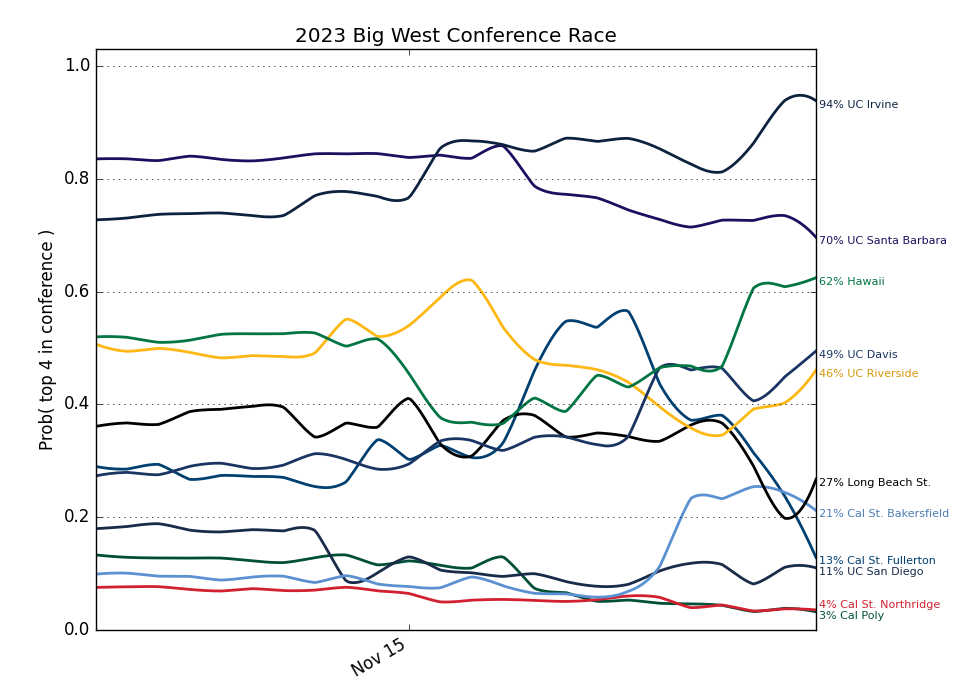 2023 Big West Conference Race
Prob( top 4 in conference )
1.0
0.8
0.6
0.4
0.2
0.0
Nov 15
94% UC Irvine
70% UC Santa Barbara
62% Hawaii
49% UC Davis
46% UC Riverside
27% Long Beach St.
21% Cal St. Bakersfield
13% Cal St. Fullerton
11% UC San Diego
4% Cal St. Northridge
3% Cal Poly